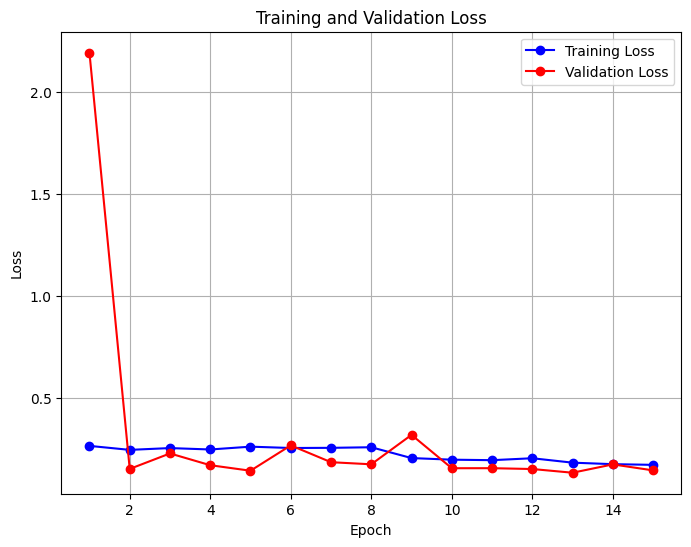 Training and Validation Loss
Training Loss
Validation Loss
2.0
1.5
1.0
0.5
Loss
2 4 6 8 10 12 14
Epoch